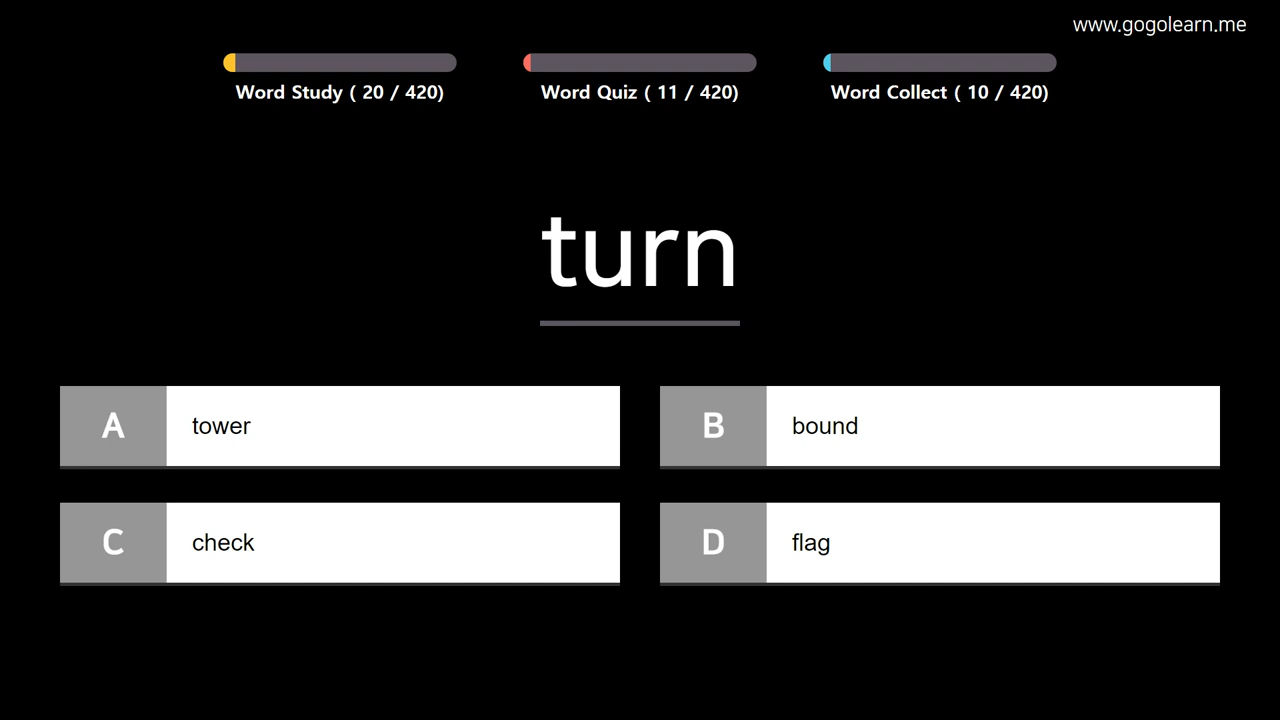 www.gogolearn.me
Word Study ( 20 / 420)
Word Quiz ( 11 / 420)
Word Collect ( 10 / 420)
turn
A tower
B bound
C check
D flag